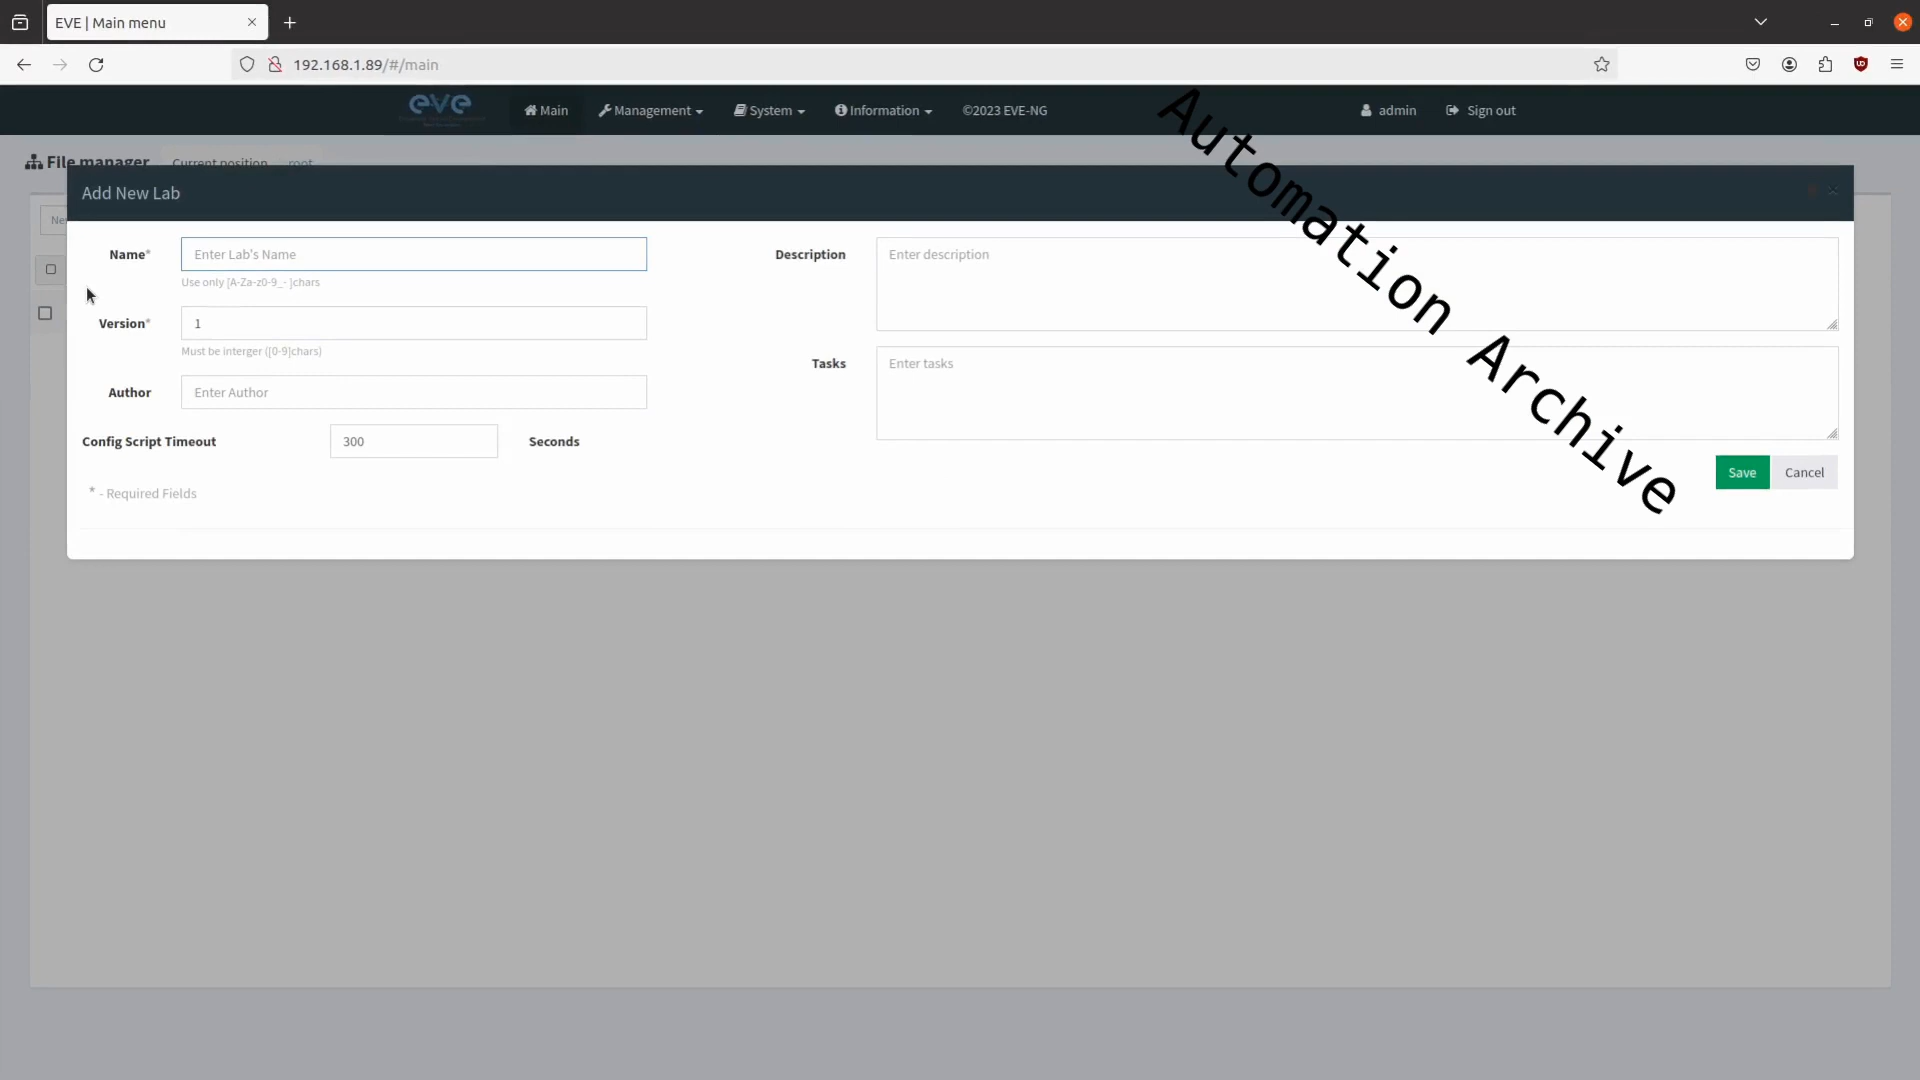 EVE | Main menu
192.168.1.89/#/main
eve
Main
Management
System
Information
©2023 EVE-NG
admin
Sign out
File manager
Current position
root
Add New Lab
Name*
Enter Lab's Name
Use only [A-Za-z0-9_- ]chars
Version*
1
Must be interger ([0-9]chars)
Author
Enter Author
Config Script Timeout
300
Seconds
* - Required Fields
Description
Enter description
Tasks
Enter tasks
Save
Cancel
Automation Archive